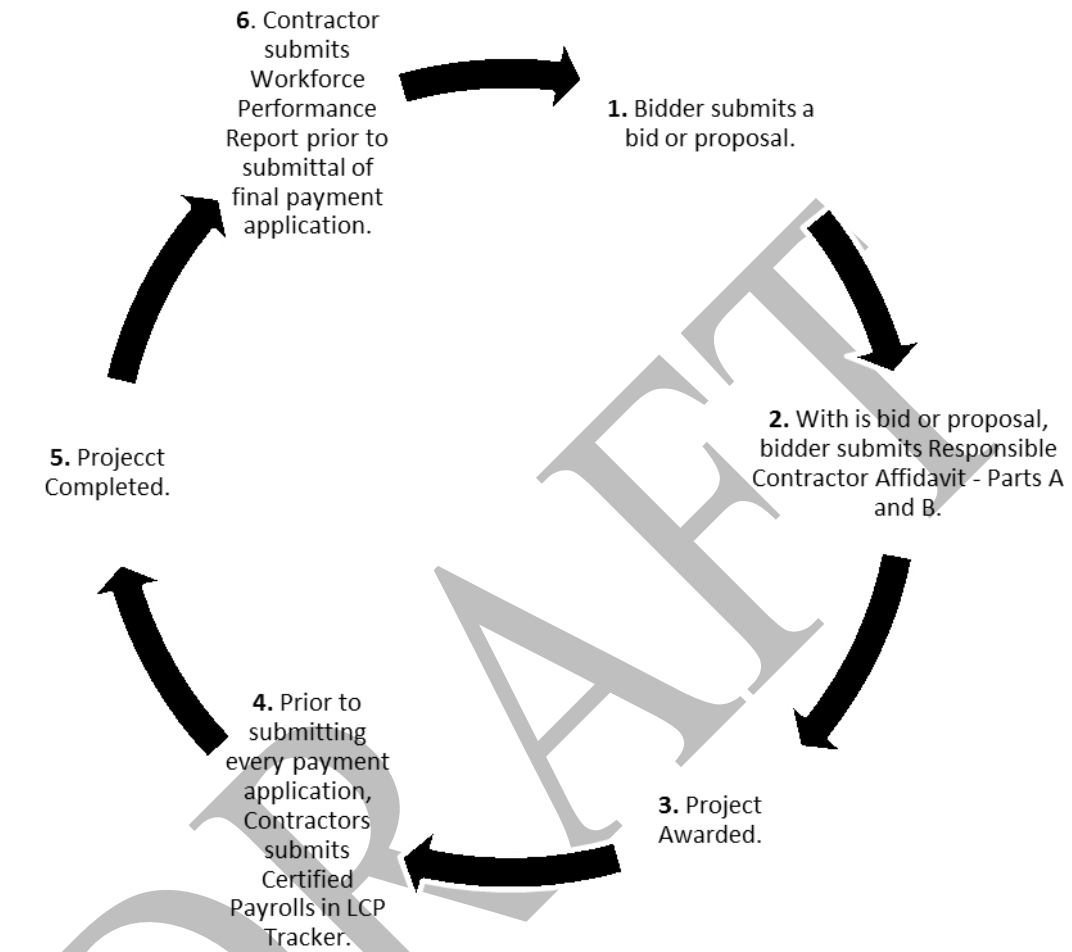 6. Contractor
submits
Workforce
Performance
Report prior to
submittal of
final payment
application.
1. Bidder submits a
bid or proposal.
2. With is bid or proposal,
bidder submits Responsible
Contractor Affidavit - Parts A
and B.
3. Project
Awarded.
4. Prior to
submitting
every payment
application,
Contractors
submits
Certified
Payrolls in LCP
Tracker.
5. Projecct
Completed.
DRAFT